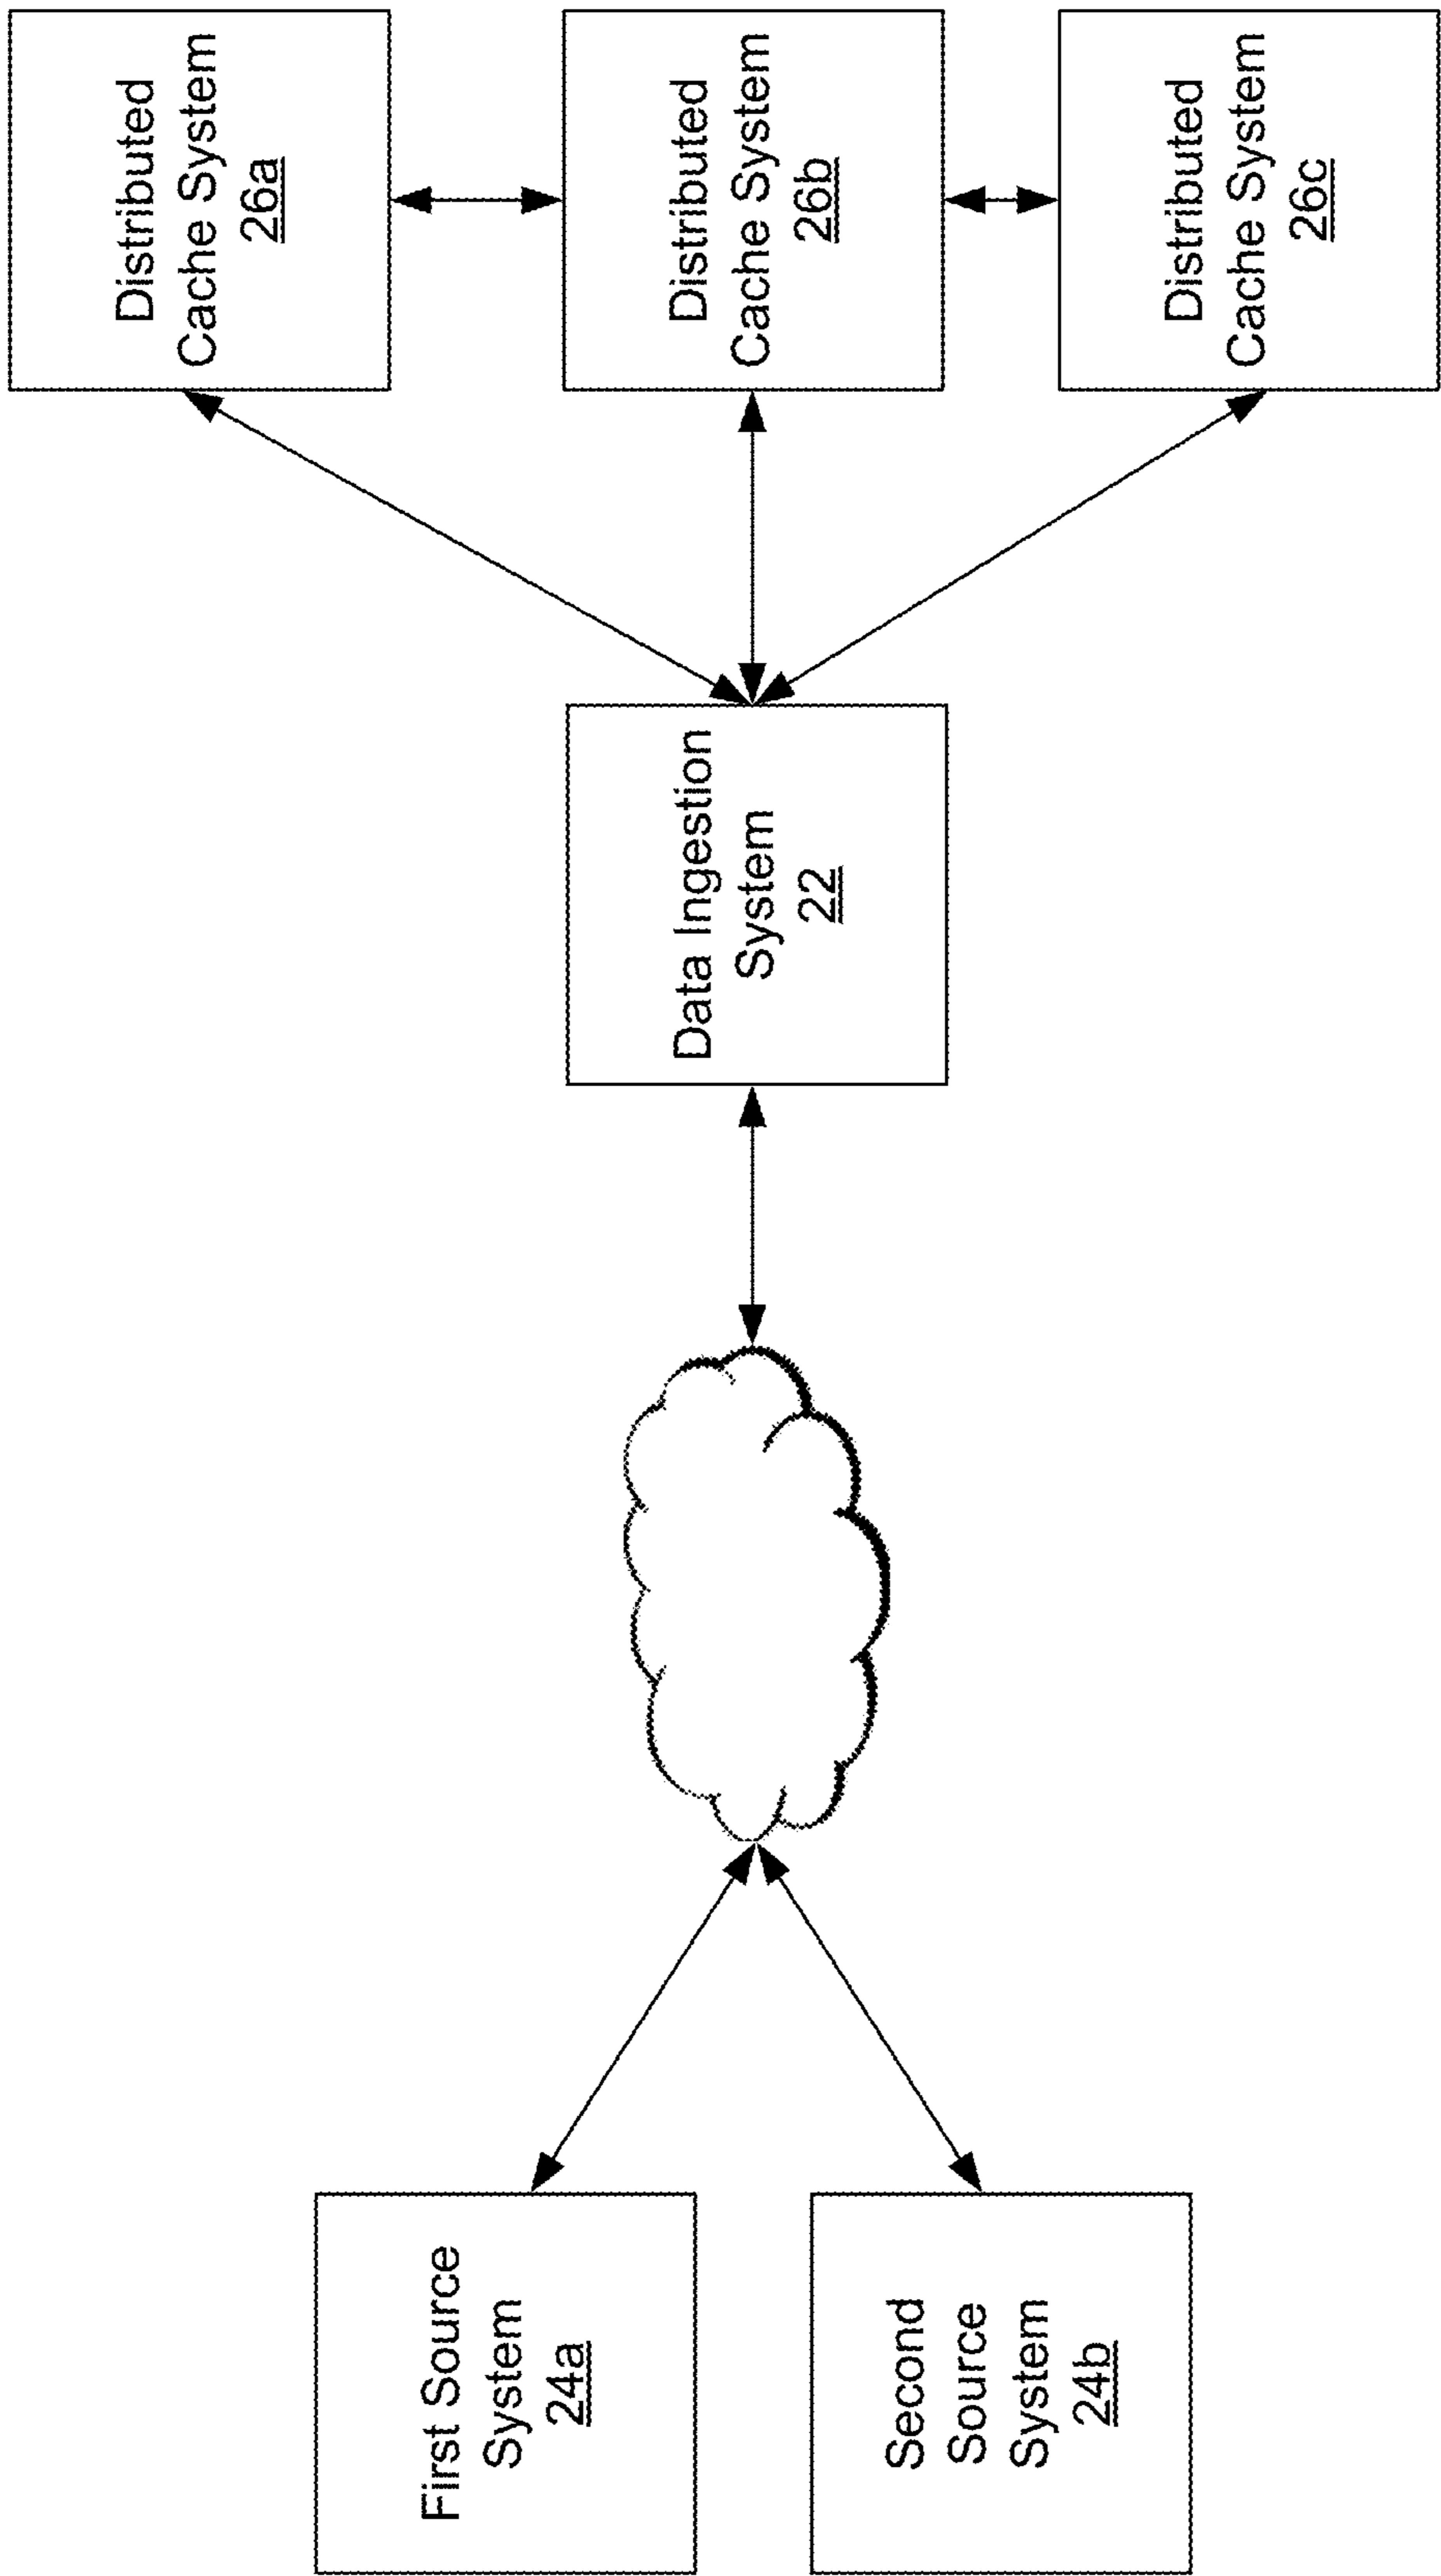 First Source
System
24a
Second
Source
System
24b
Data Ingestion
System
22
Distributed
Cache System
26a
Distributed
Cache System
26b
Distributed
Cache System
26c